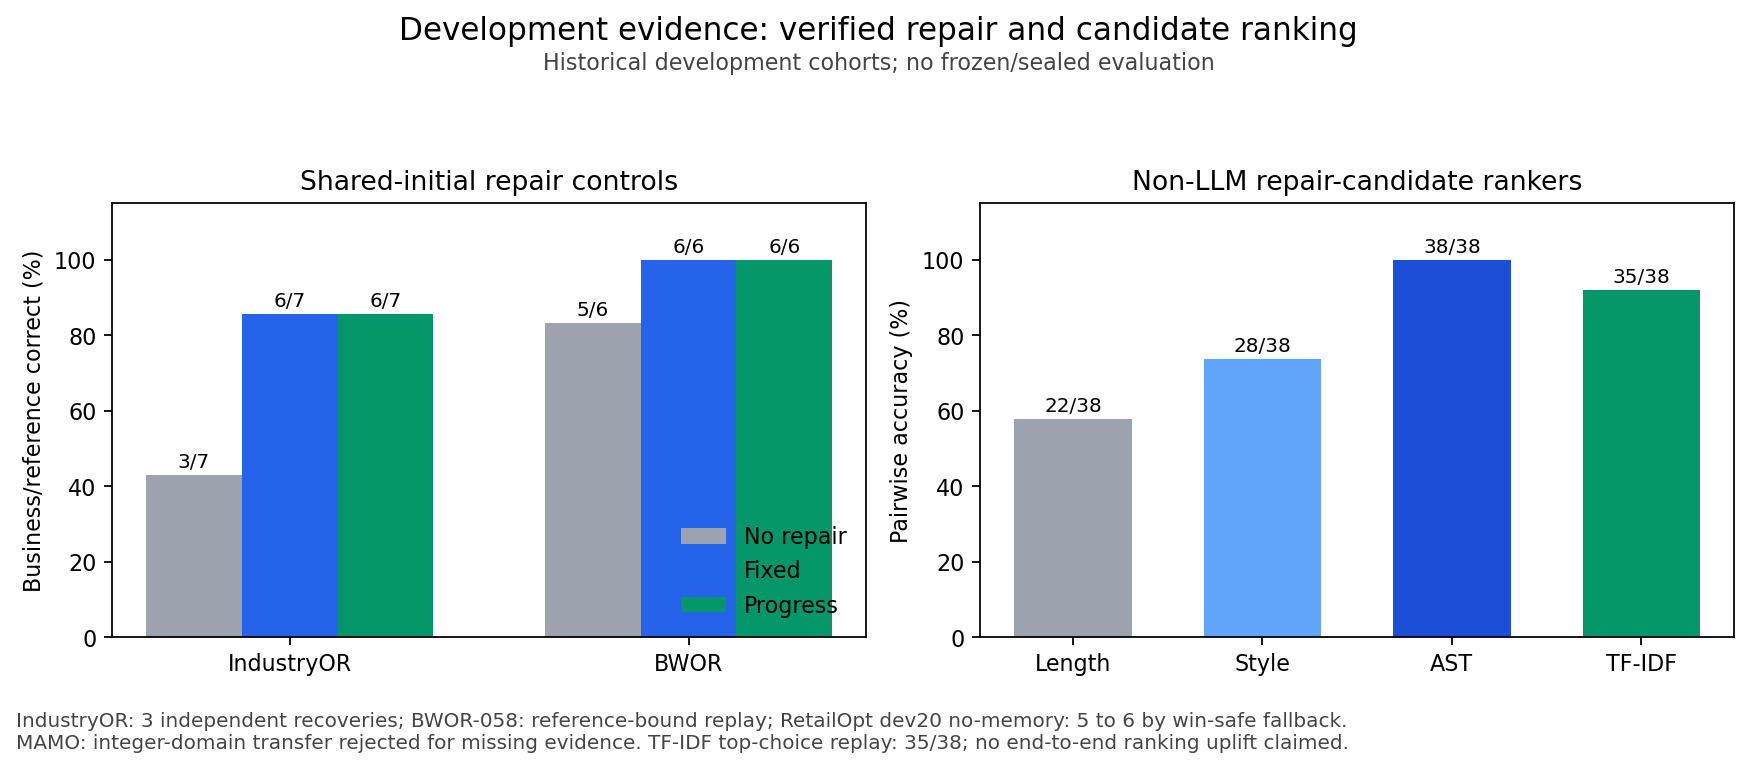 Development evidence: verified repair and candidate ranking
Historical development cohorts; no frozen/sealed evaluation
Shared-initial repair controls
Business/reference correct (%)
100
80
60
40
20
0
3/7
6/7
6/7
5/6
6/6
6/6
No repair
Fixed
Progress
IndustryOR
BWOR
Non-LLM repair-candidate rankers
Pairwise accuracy (%)
100
80
60
40
20
0
22/38
28/38
38/38
35/38
Length
Style
AST
TF-IDF
IndustryOR: 3 independent recoveries; BWOR-058: reference-bound replay; RetailOpt dev20 no-memory: 5 to 6 by win-safe fallback.
MAMO: integer-domain transfer rejected for missing evidence. TF-IDF top-choice replay: 35/38; no end-to-end ranking uplift claimed.